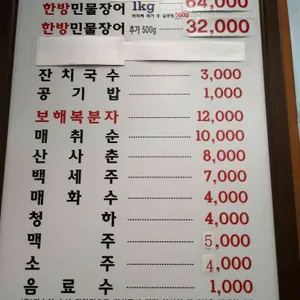 한방민물장어 1kg 64,000
한방민물장어 추가 500g 32,000
잔치국수 3,000
공기밥 1,000
보해복분자 12,000
매취순 10,000
산사춘 8,000
백세주 7,000
매화수 4,000
청하 4,000
맥주 5,000
소주 4,000
음료수 1,000